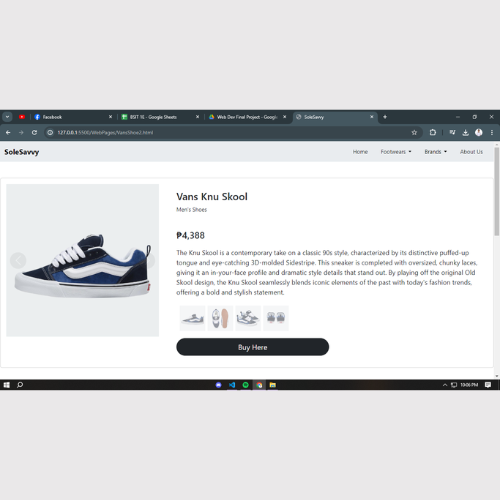 Facebook
BSIT 1E - Google Sheets
Web Dev Final Project - Google
SoleSavvy
127.0.0.1:5500/WebPages/VansShoe2.html
SoleSavvy
Home
Footwears
Brands
About Us
Vans Knu Skool
Men's Shoes
₱4,388
The Knu Skool is a contemporary take on a classic 90s style, characterized by its distinctive puffed-up
tongue and eye-catching 3D-molded Sidestripe. This sneaker is completed with oversized, chunky laces,
giving it an in-your-face profile and dramatic style details that stand out. By playing off the original Old
Skool design, the Knu Skool seamlessly blends iconic elements of the past with today's fashion trends,
offering a bold and stylish statement.
Buy Here
10:06 PM